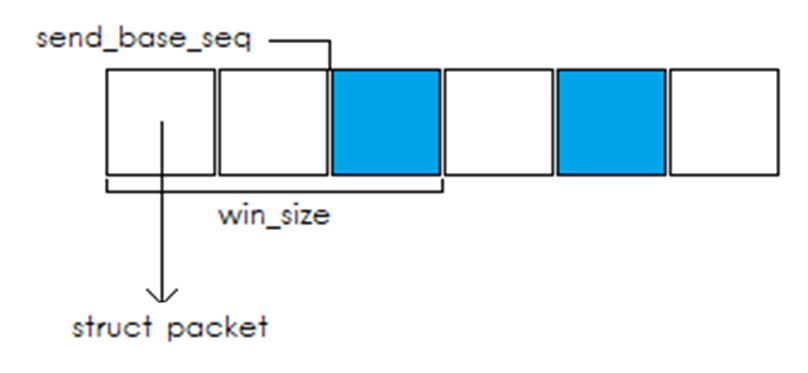 send_base_seq
win_size
struct packet